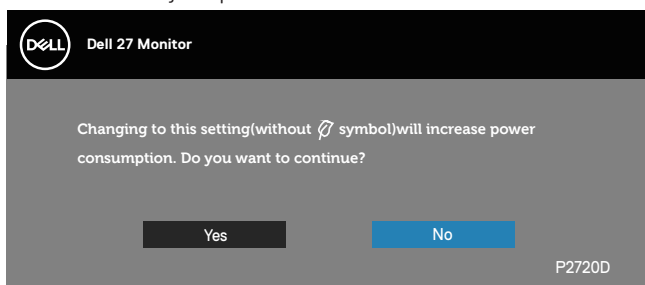 DELL Dell 27 Monitor
Changing to this setting(without symbol)will increase power
consumption. Do you want to continue?
Yes No
P2720D